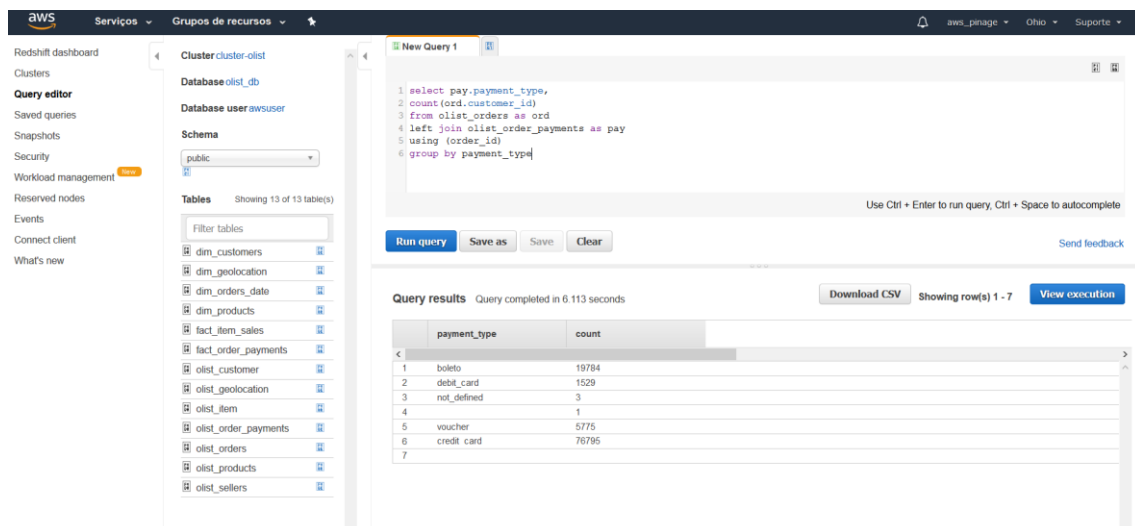 aws Serviços Grupos de recursos aws_pinage Ohio Suporte
Redshift dashboard
Clusters
Query editor
Saved queries
Snapshots
Security
Workload management New
Reserved nodes
Events
Connect client
What's new
Cluster cluster-olist
Database olist_db
Database user awsuser
Schema
public
Tables Showing 13 of 13 table(s)
Filter tables
dim_customers
dim_geolocation
dim_orders_date
dim_products
fact_item_sales
fact_order_payments
olist_customer
olist_geolocation
olist_item
olist_order_payments
olist_orders
olist_products
olist_sellers
New Query 1
1 select pay.payment_type,
2 count(ord.customer_id)
3 from olist_orders as ord
4 left join olist_order_payments as pay
5 using (order_id)
6 group by payment_type
Use Ctrl + Enter to run query, Ctrl + Space to autocomplete
Run query Save as Save Clear Send feedback
Query results Query completed in 6.113 seconds Download CSV Showing row(s) 1 - 7 View execution
payment_type count
1 boleto 19784
2 debit_card 1529
3 not_defined 3
4 1
5 voucher 5775
6 credit_card 76795
7